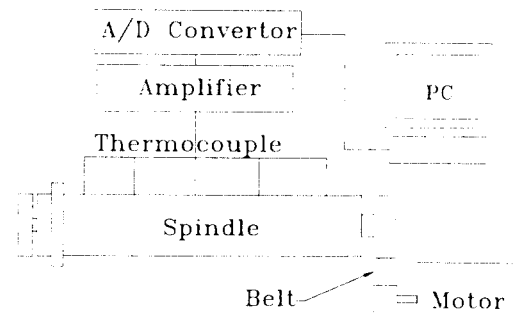 A/D Convertor
Amplifier
PC
Thermocouple
Spindle
Belt
Motor